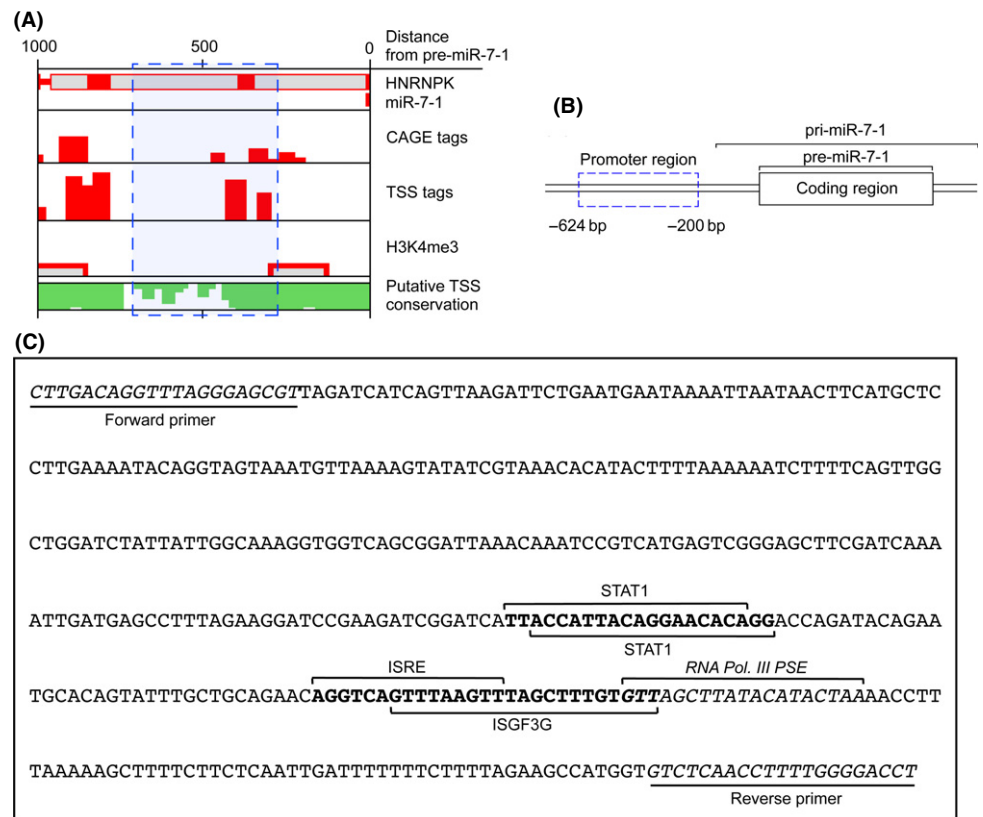 (A)
1000
500
0
Distance
from pre-miR-7-1
HNRNPK
miR-7-1
CAGE tags
TSS tags
H3K4me3
Putative TSS
conservation
(B)
pri-miR-7-1
pre-miR-7-1
Promoter region
Coding region
–624 bp
–200 bp
(C)
CTTGACAGGTTTAGGGAGCGTTAGATCATCAGTTAAGATTCTGAATGAATAAAATTAATAACTTCATGCTC
Forward primer
CTTGAAAATACAGGTAGTAAATGTTAAAAGTATATCGTAAACACATACTTTTAAAAAATCTTTTCAGTTGG
CTGGATCTATTATTGGCAAAGGTGGTCAGCGGATTAAACAAATCCGTCATGAGTCGGGAGCTTCGATCAAA
STAT1
ATTGATGAGCCTTTAGAAGGATCCGAAGATCGGATCATTACCATTACAGGAACACAGGACCAGATACAGAA
STAT1
ISRE
RNA Pol. III PSE
TGCACAGTATTTGCTGCAGAACAGGTCAGTTTAAGTTTAGCTTTGTGTTAGCTTATACATACTAAAACCTT
ISGF3G
TAAAAAGCTTTTCTTCTCAATTGATTTTTTTCTTTTAGAAGCCATGGTGTCTCAACCTTTTGGGGACCT
Reverse primer